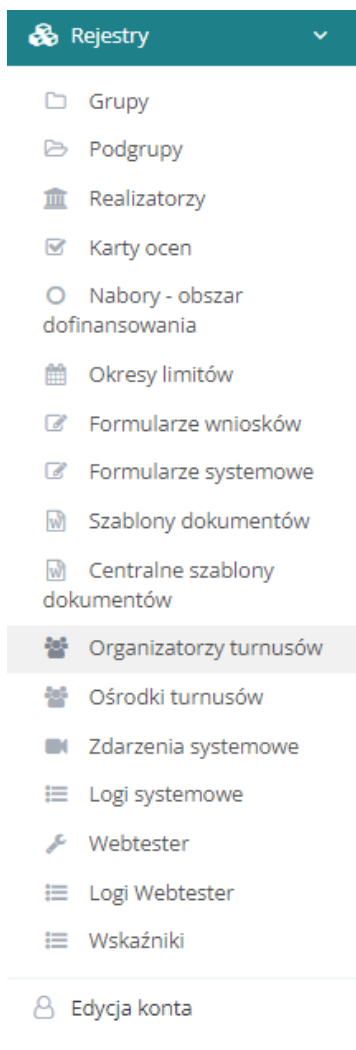 Rejestry
Grupy
Podgrupy
Realizatorzy
Karty ocen
Nabory - obszar
dofinansowania
Okresy limitów
Formularze wniosków
Formularze systemowe
Szablony dokumentów
Centralne szablony
dokumentów
Organizatorzy turnusów
Ośrodki turnusów
Zdarzenia systemowe
Logi systemowe
Webtester
Logi Webtester
Wskaźniki
Edycja konta